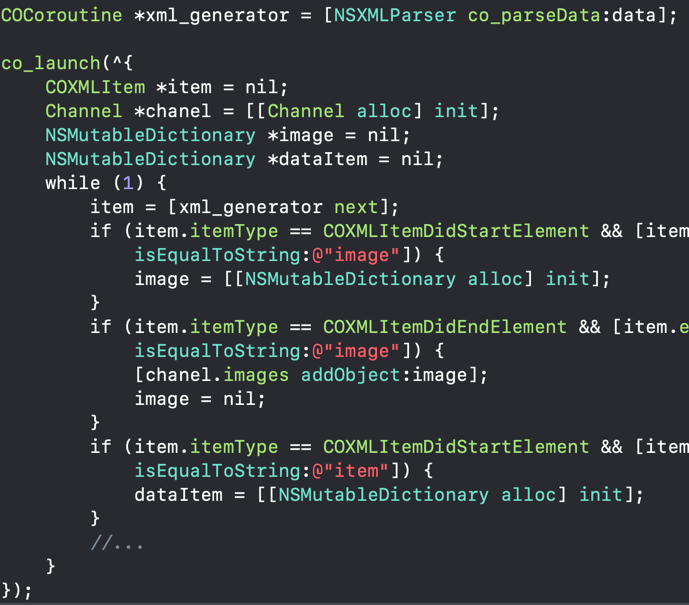 COCoroutine *xml_generator = [NSXMLParser co_parseData:data];
co_launch(^{
    COXMLItem *item = nil;
    Channel *chanel = [[Channel alloc] init];
    NSMutableDictionary *image = nil;
    NSMutableDictionary *dataItem = nil;
    while (1) {
        item = [xml_generator next];
        if (item.itemType == COXMLItemDidStartElement && [item
            isEqualToString:@"image"]) {
            image = [[NSMutableDictionary alloc] init];
        }
        if (item.itemType == COXMLItemDidEndElement && [item.e
            isEqualToString:@"image"]) {
            [chanel.images addObject:image];
            image = nil;
        }
        if (item.itemType == COXMLItemDidStartElement && [item
            isEqualToString:@"item"]) {
            dataItem = [[NSMutableDictionary alloc] init];
        }
        //...
    }
});